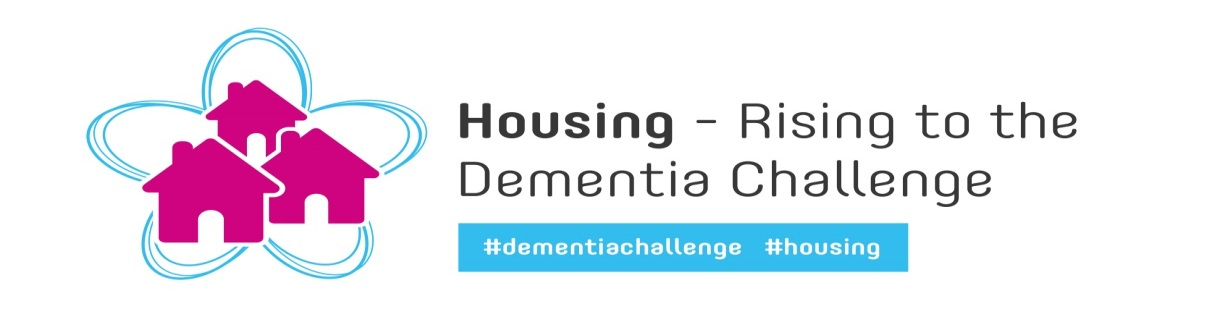 Housing - Rising to the
Dementia Challenge
#dementiachallenge #housing